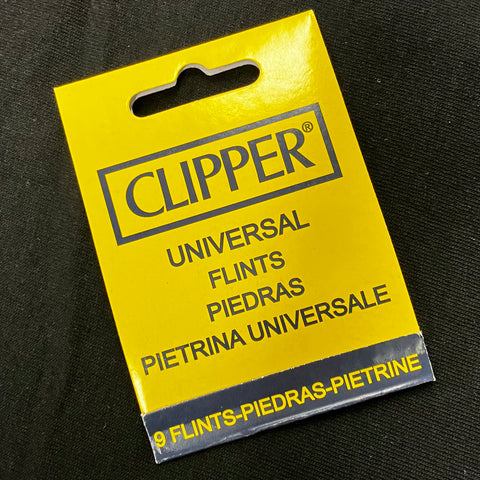 CLIPPER®
UNIVERSAL
FLINTS
PIEDRAS
PIETRINA UNIVERSALE
9 FLINTS-PIEDRAS-PIETRINE